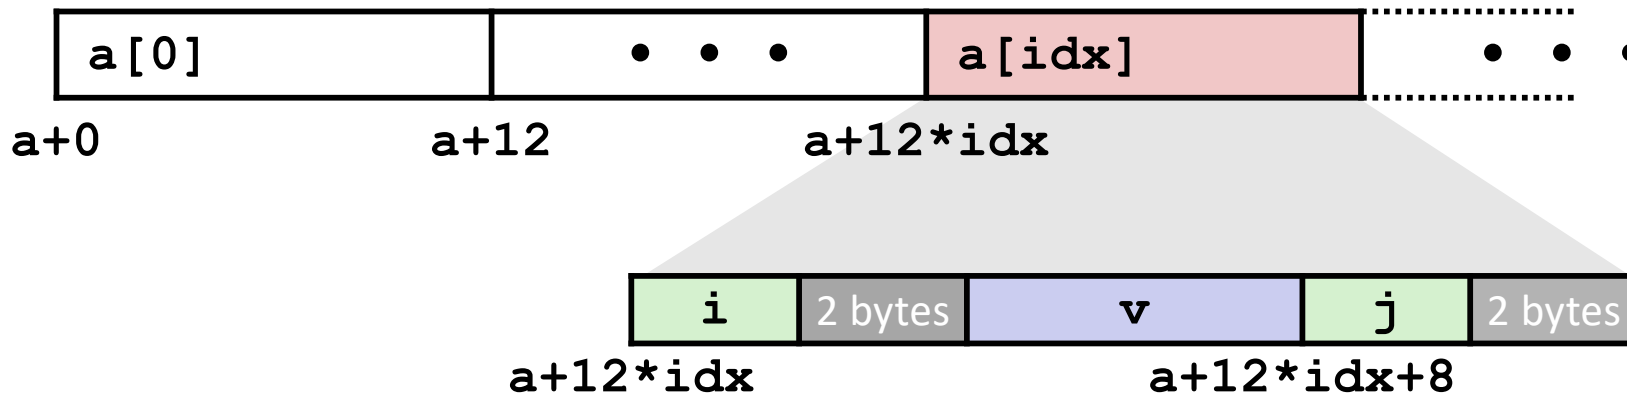 a[0] • • • a[idx] • • •
a+0 a+12 a+12*idx
i 2 bytes v j 2 bytes
a+12*idx a+12*idx+8